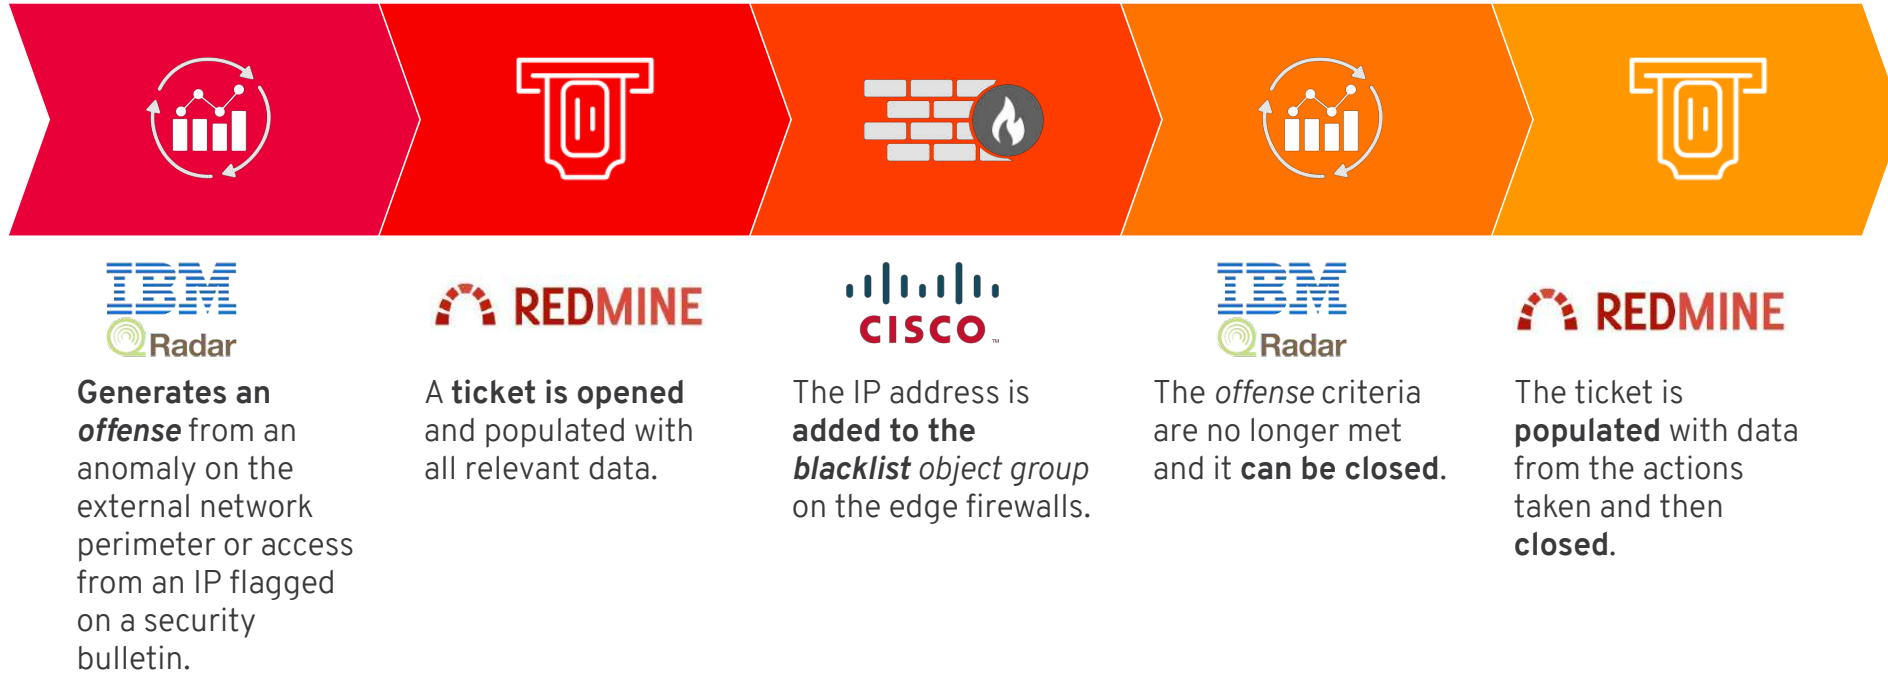 IBM
QRadar
Generates an
offense from an
anomaly on the
external network
perimeter or access
from an IP flagged
on a security
bulletin.
REDMINE
A ticket is opened
and populated with
all relevant data.
CISCO™
The IP address is
added to the
blacklist object group
on the edge firewalls.
IBM
QRadar
The offense criteria
are no longer met
and it can be closed.
REDMINE
The ticket is
populated with data
from the actions
taken and then
closed.